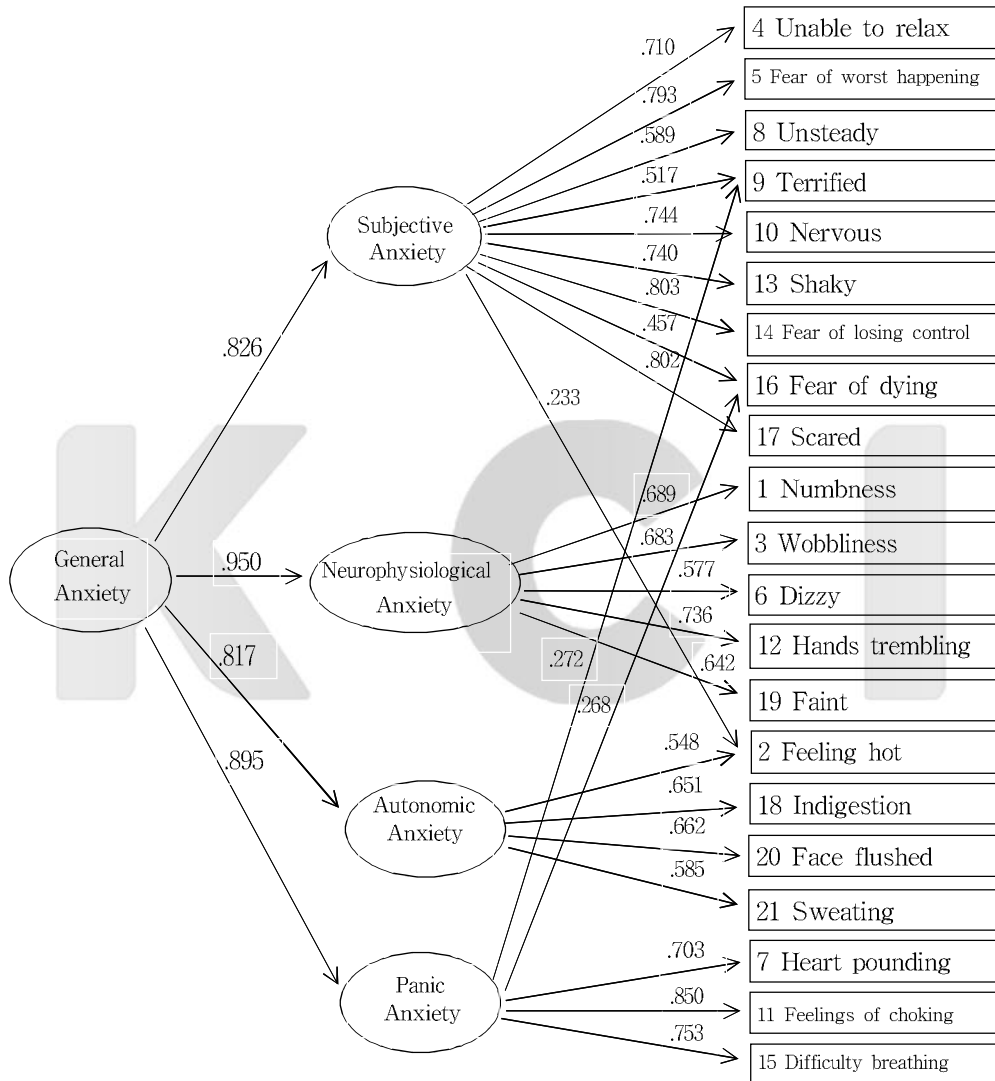 4 Unable to relax
.710
5 Fear of worst happening
.793
8 Unsteady
.589
9 Terrified
.517
Subjective
Anxiety
.744
10 Nervous
.740
13 Shaky
.803
14 Fear of losing control
.457
.826
.802
16 Fear of dying
.233
17 Scared
K C I
.689
1 Numbness
.683
3 Wobbliness
General
Anxiety
.950
Neurophysiological
Anxiety
.577
6 Dizzy
.736
12 Hands trembling
.817
.272
.642
.268
19 Faint
.895
.548
2 Feeling hot
.651
18 Indigestion
Autonomic
Anxiety
.662
20 Face flushed
.585
21 Sweating
.703
7 Heart pounding
Panic
Anxiety
.850
11 Feelings of choking
.753
15 Difficulty breathing